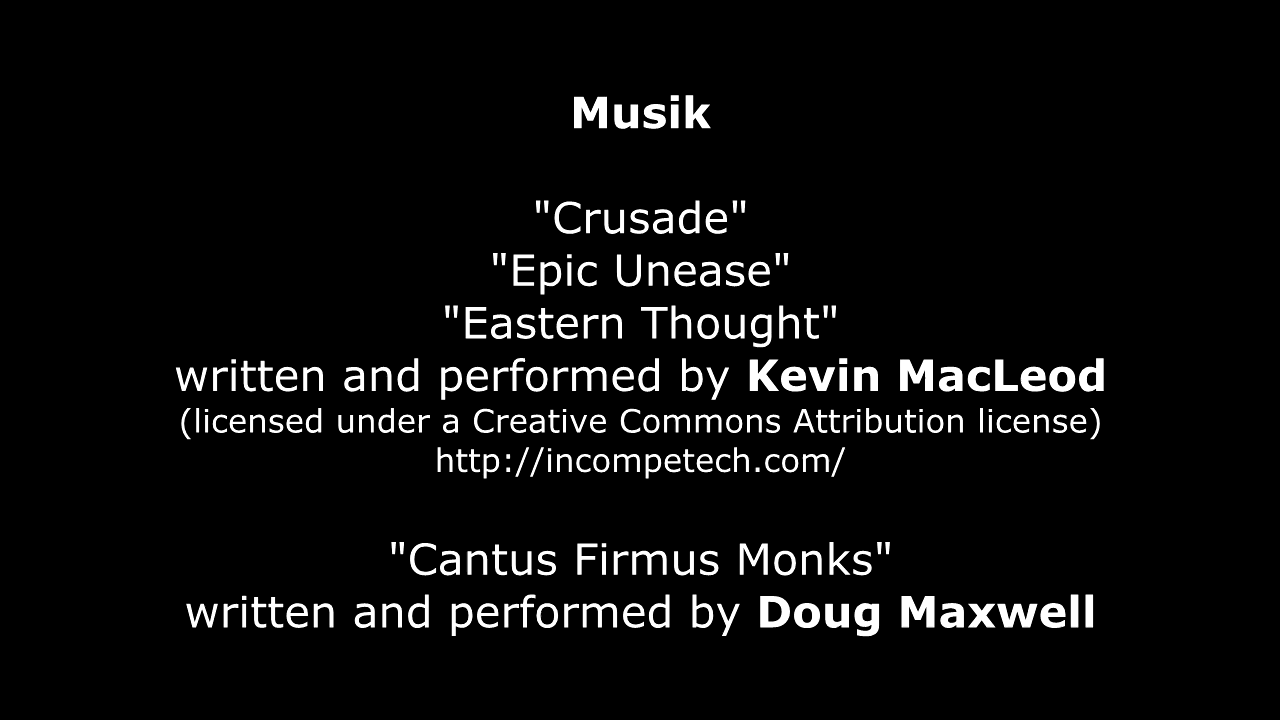 Musik
"Crusade"
"Epic Unease"
"Eastern Thought"
written and performed by Kevin MacLeod
(licensed under a Creative Commons Attribution license)
http://incompetech.com/
"Cantus Firmus Monks"
written and performed by Doug Maxwell